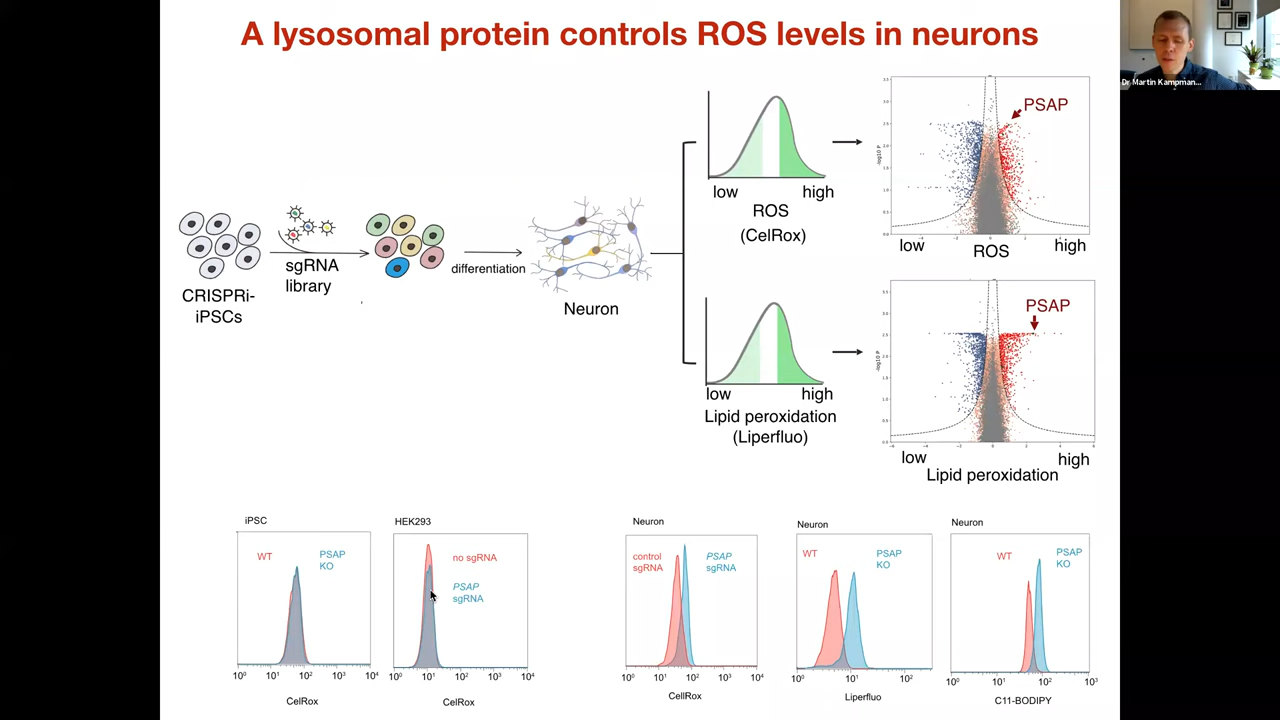 A lysosomal protein controls ROS levels in neurons
Dr Martin Kampman...
CRISPRi-
iPSCs
sgRNA
library
differentiation
Neuron
low
high
ROS
(CelRox)
low
high
Lipid peroxidation
(Liperfluo)
PSAP
-log10 P
low
ROS
high
PSAP
-log10 P
low
high
Lipid peroxidation
iPSC
WT
PSAP
KO
10⁰ 10¹ 10² 10³ 10⁴
CelRox
HEK293
no sgRNA
PSAP
sgRNA
10⁰ 10¹ 10² 10³ 10⁴
CelRox
Neuron
control
sgRNA
PSAP
sgRNA
10⁰ 10¹ 10² 10³ 10⁴
CellRox
Neuron
WT
PSAP
KO
10⁰ 10¹ 10²
Liperfluo
Neuron
WT
PSAP
KO
10⁰ 10¹ 10² 10³
C11-BODIPY